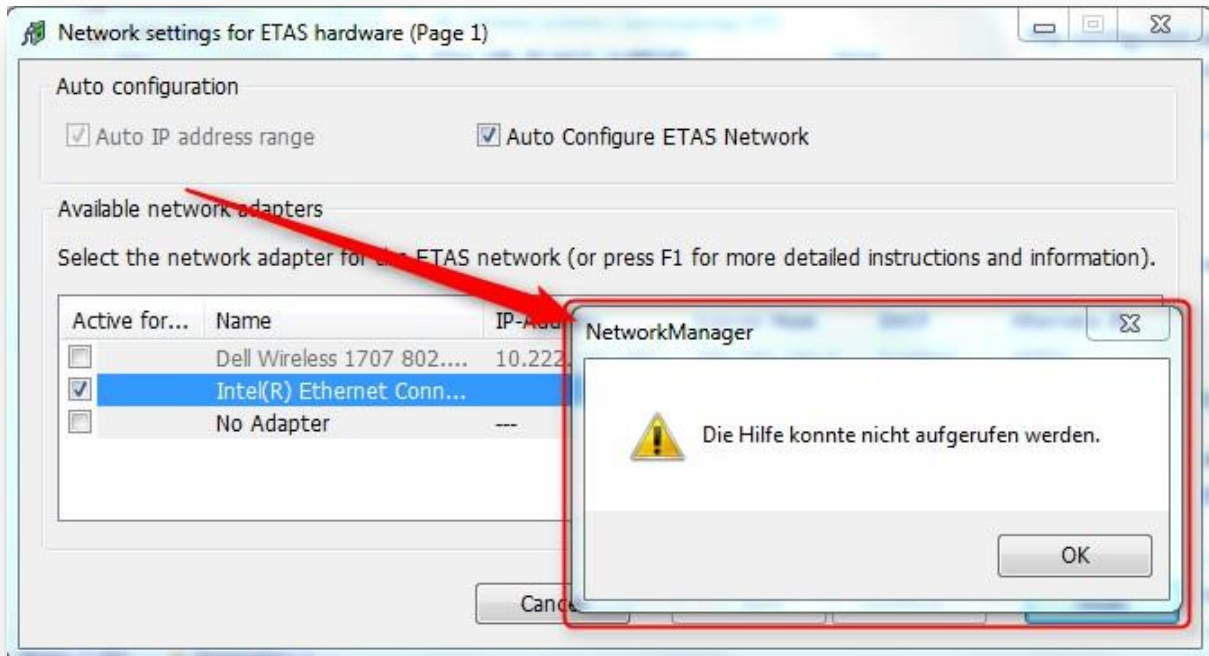 Network settings for ETAS hardware (Page 1)
Auto configuration
Auto IP address range
Auto Configure ETAS Network
Available network adapters
Select the network adapter for the ETAS network (or press F1 for more detailed instructions and information).
Active for... Name
Dell Wireless 1707 802.... 10.222.
Intel(R) Ethernet Conn...
No Adapter ---
NetworkManager
Die Hilfe konnte nicht aufgerufen werden.
OK